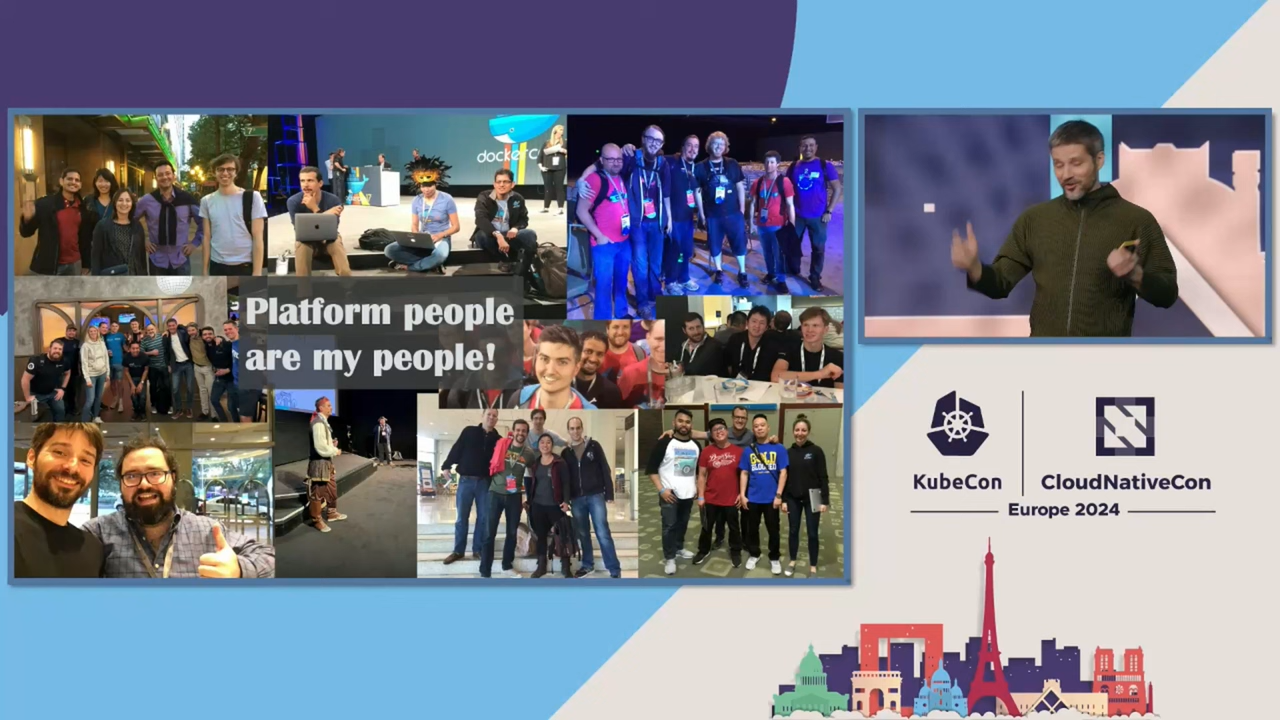 dockerc
Platform people
are my people!
KubeCon
CloudNativeCon
Europe 2024